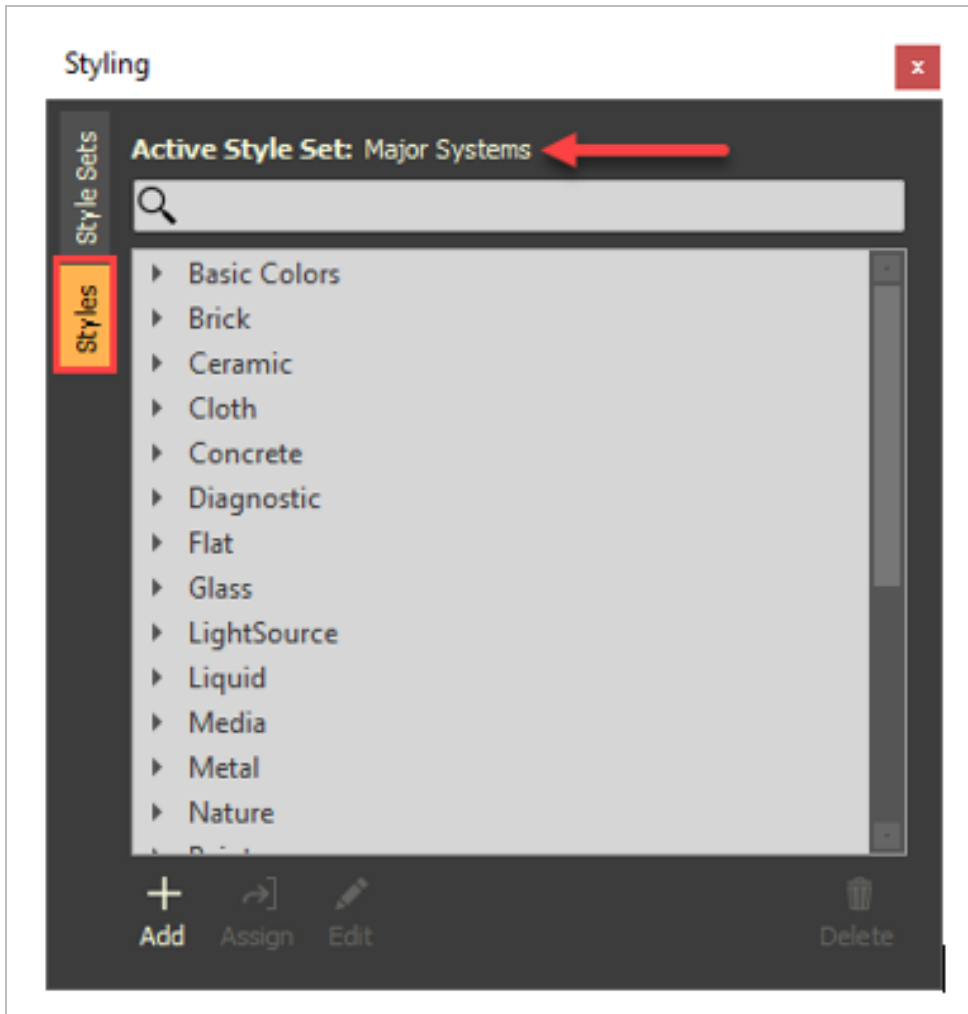 Styling
x
Style Sets
Styles
Active Style Set: Major Systems
Basic Colors
Brick
Ceramic
Cloth
Concrete
Diagnostic
Flat
Glass
LightSource
Liquid
Media
Metal
Nature
Add Assign Edit Delete